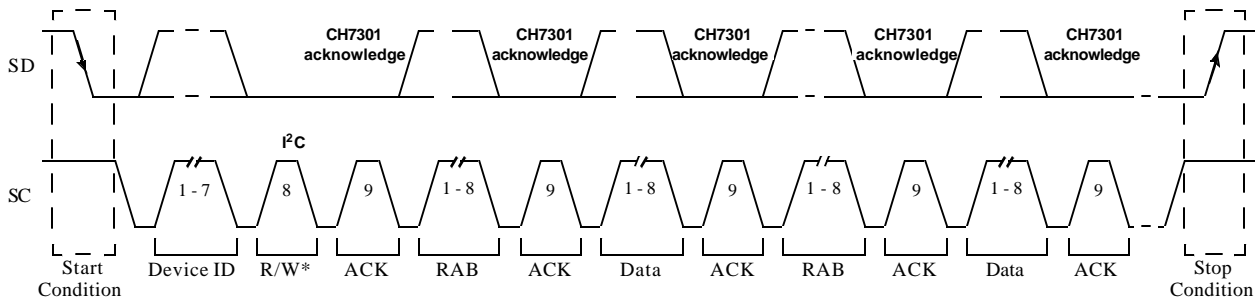 CH7301 CH7301 CH7301 CH7301 CH7301
acknowledge acknowledge acknowledge acknowledge acknowledge
SD
I²C
SC
1 - 7 8 9 1 - 8 9 1 - 8 9 1 - 8 9 1 - 8 9
Start Device ID R/W* ACK RAB ACK Data ACK RAB ACK Data ACK Stop
Condition Condition